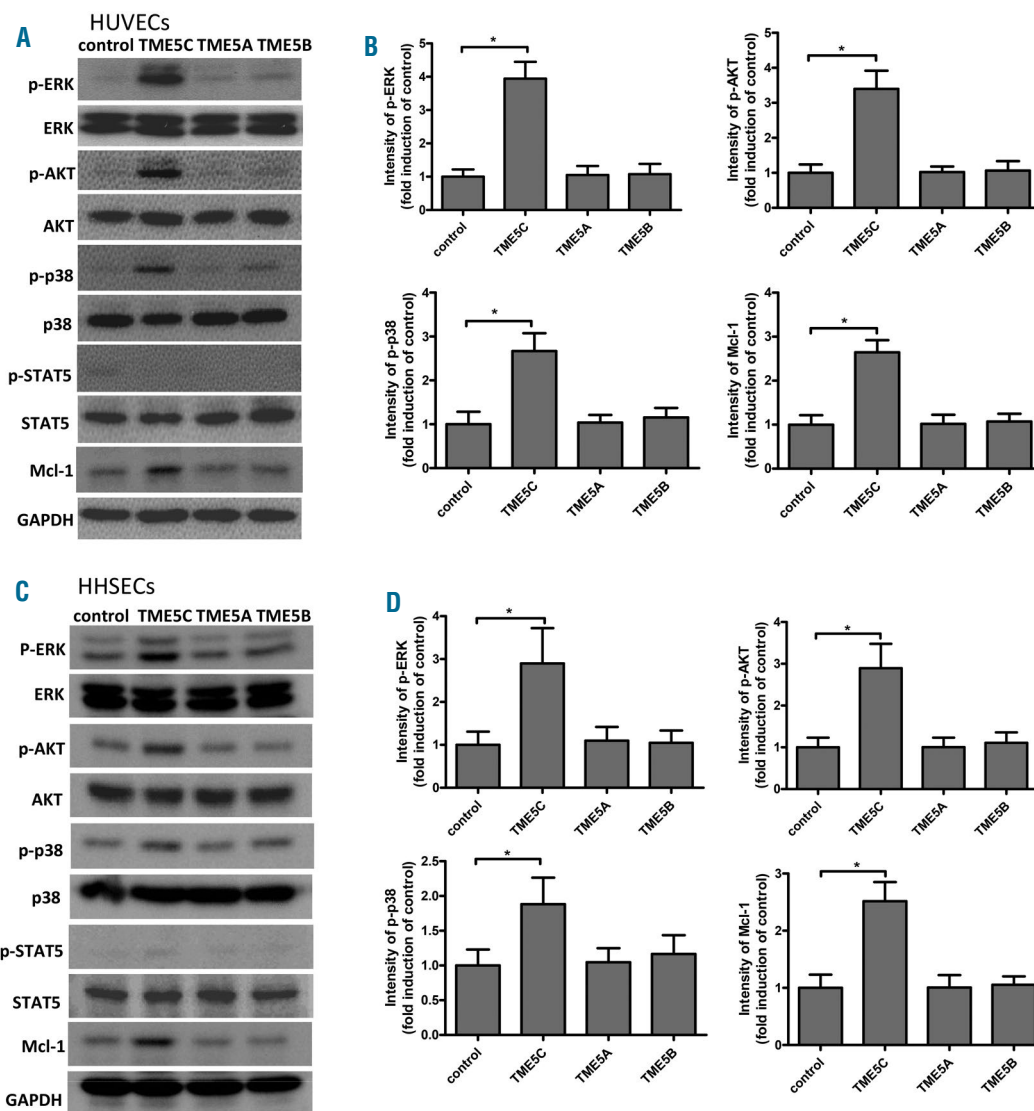 A
HUVECs
control TME5C TME5A TME5B
p-ERK
ERK
p-AKT
AKT
p-p38
p38
p-STAT5
STAT5
Mcl-1
GAPDH
B
Intensity of p-ERK
(fold induction of control)
5
4
3
2
1
0
*
control
TME5C
TME5A
TME5B
Intensity of p-AKT
(fold induction of control)
5
4
3
2
1
0
*
control
TME5C
TME5A
TME5B
Intensity of p-p38
(fold induction of control)
4
3
2
1
0
*
control
TME5C
TME5A
TME5B
Intensity of Mcl-1
(fold induction of control)
4
3
2
1
0
*
control
TME5C
TME5A
TME5B
C
HHSECs
control TME5C TME5A TME5B
P-ERK
ERK
p-AKT
AKT
p-p38
p38
p-STAT5
STAT5
Mcl-1
GAPDH
D
Intensity of p-ERK
(fold induction of control)
4
3
2
1
0
*
control
TME5C
TME5A
TME5B
Intensity of p-AKT
(fold induction of control)
4
3
2
1
0
*
control
TME5C
TME5A
TME5B
Intensity of p-p38
(fold induction of control)
2.5
2.0
1.5
1.0
0.5
0.0
*
control
TME5C
TME5A
TME5B
Intensity of Mcl-1
(fold induction of control)
3
2
1
0
*
control
TME5C
TME5A
TME5B